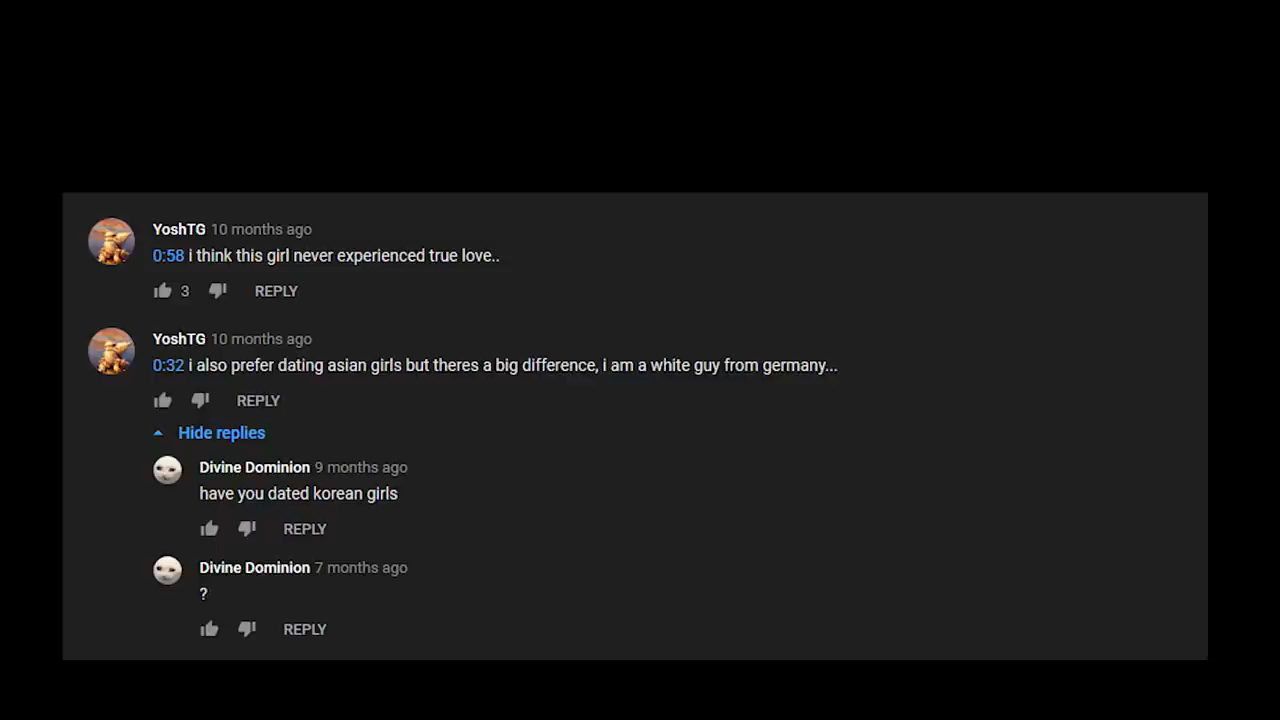 YoshTG 10 months ago
0:58 i think this girl never experienced true love..
3 REPLY
YoshTG 10 months ago
0:32 i also prefer dating asian girls but theres a big difference, i am a white guy from germany...
REPLY
Hide replies
Divine Dominion 9 months ago
have you dated korean girls
REPLY
Divine Dominion 7 months ago
?
REPLY